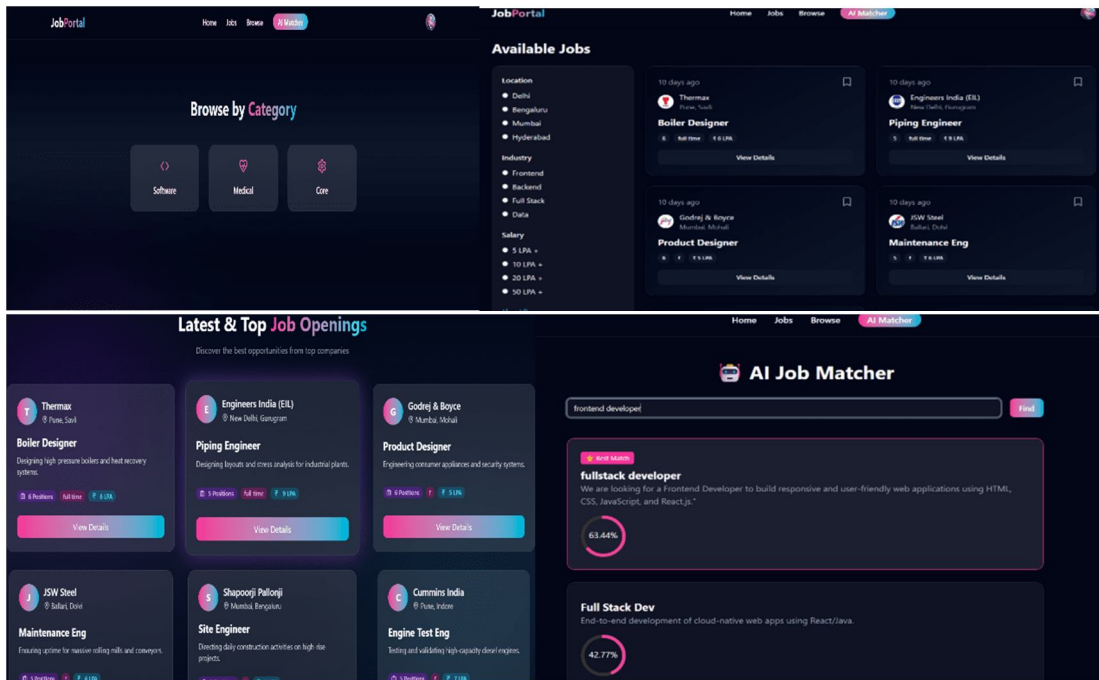 JobPortal
Home Jobs Browse AI Matcher
Browse by Category
Software Medical Core
JobPortal
Home Jobs Browse AI Matcher
Available Jobs
Location
Delhi
Bengaluru
Mumbai
Hyderabad
Industry
Frontend
Backend
Full Stack
Data
Salary
5 LPA +
10 LPA +
20 LPA +
50 LPA +
10 days ago
Thermax
Pune, Savli
Boiler Designer
6 full time ₹ 6 LPA
View Details
10 days ago
Engineers India (EIL)
New Delhi, Gurugram
Piping Engineer
5 full time ₹ 9 LPA
View Details
10 days ago
Godrej & Boyce
Mumbai, Mohali
Product Designer
6 f ₹ 5 LPA
View Details
10 days ago
JSW Steel
Ballari, Dolvi
Maintenance Eng
5 f ₹ 6 LPA
View Details
Latest & Top Job Openings
Discover the best opportunities from top companies
T Thermax
Pune, Savli
Boiler Designer
Designing high pressure boilers and heat recovery
systems.
6 Positions full time ₹ 6 LPA
View Details
E Engineers India (EIL)
New Delhi, Gurugram
Piping Engineer
Designing layouts and stress analysis for industrial plants.
5 Positions full time ₹ 9 LPA
View Details
G Godrej & Boyce
Mumbai, Mohali
Product Designer
Engineering consumer appliances and security systems.
6 Positions f ₹ 5 LPA
View Details
J JSW Steel
Ballari, Dolvi
Maintenance Eng
Ensuring uptime for massive rolling mills and conveyors.
5 Positions f ₹ 6 LPA
S Shapoorji Pallonji
Mumbai, Bengaluru
Site Engineer
Directing daily construction activities on high-rise
projects.
C Cummins India
Pune, Indore
Engine Test Eng
Testing and validating high-capacity diesel engines.
5 Positions f ₹ 7 LPA
Home Jobs Browse AI Matcher
AI Job Matcher
frontend developer Find
Best Match
fullstack developer
We are looking for a Frontend Developer to build responsive and user-friendly web applications using HTML,
CSS, JavaScript, and React.js."
63.44%
Full Stack Dev
End-to-end development of cloud-native web apps using React/Java.
42.77%